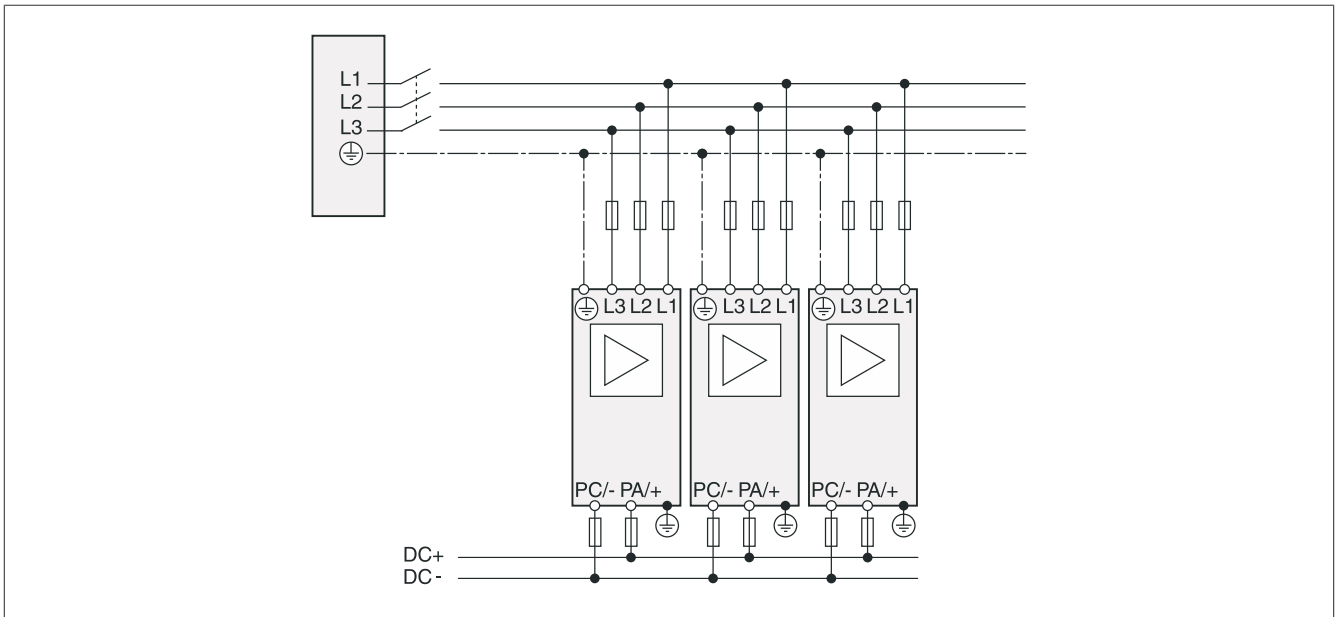 L1
L2
L3
L3 L2 L1
L3 L2 L1
L3 L2 L1
PC/- PA/+
PC/- PA/+
PC/- PA/+
DC+
DC-